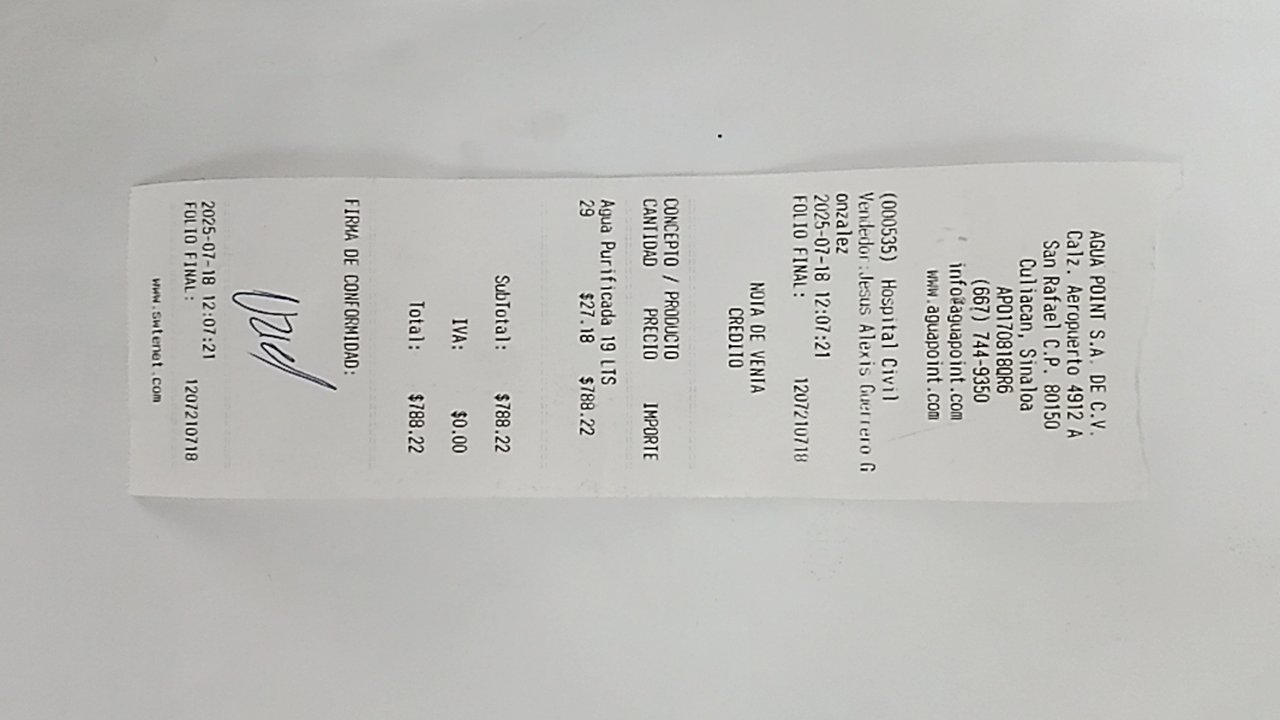 AGUA POINT S.A. DE C.V.
Calz. Aeropuerto 4912 A
San Rafael C.P. 80150
Culiacan, Sinaloa
APO170818QR6
(667) 744-9350
info@aguapoint.com
www.aguapoint.com
(000535) Hospital Civil
Vendedor:Jesus Alexis Guerrero G
onzalez
2025-07-18 12:07:21
FOLIO FINAL: 1207210718
NOTA DE VENTA
CREDITO
CONCEPTO / PRODUCTO
CANTIDAD PRECIO IMPORTE
Agua Purificada 19 LTS
29 $27.18 $788.22
SubTotal: $788.22
IVA: $0.00
Total: $788.22
FIRMA DE CONFORMIDAD:
2025-07-18 12:07:21
FOLIO FINAL: 1207210718
www.swtenet.com